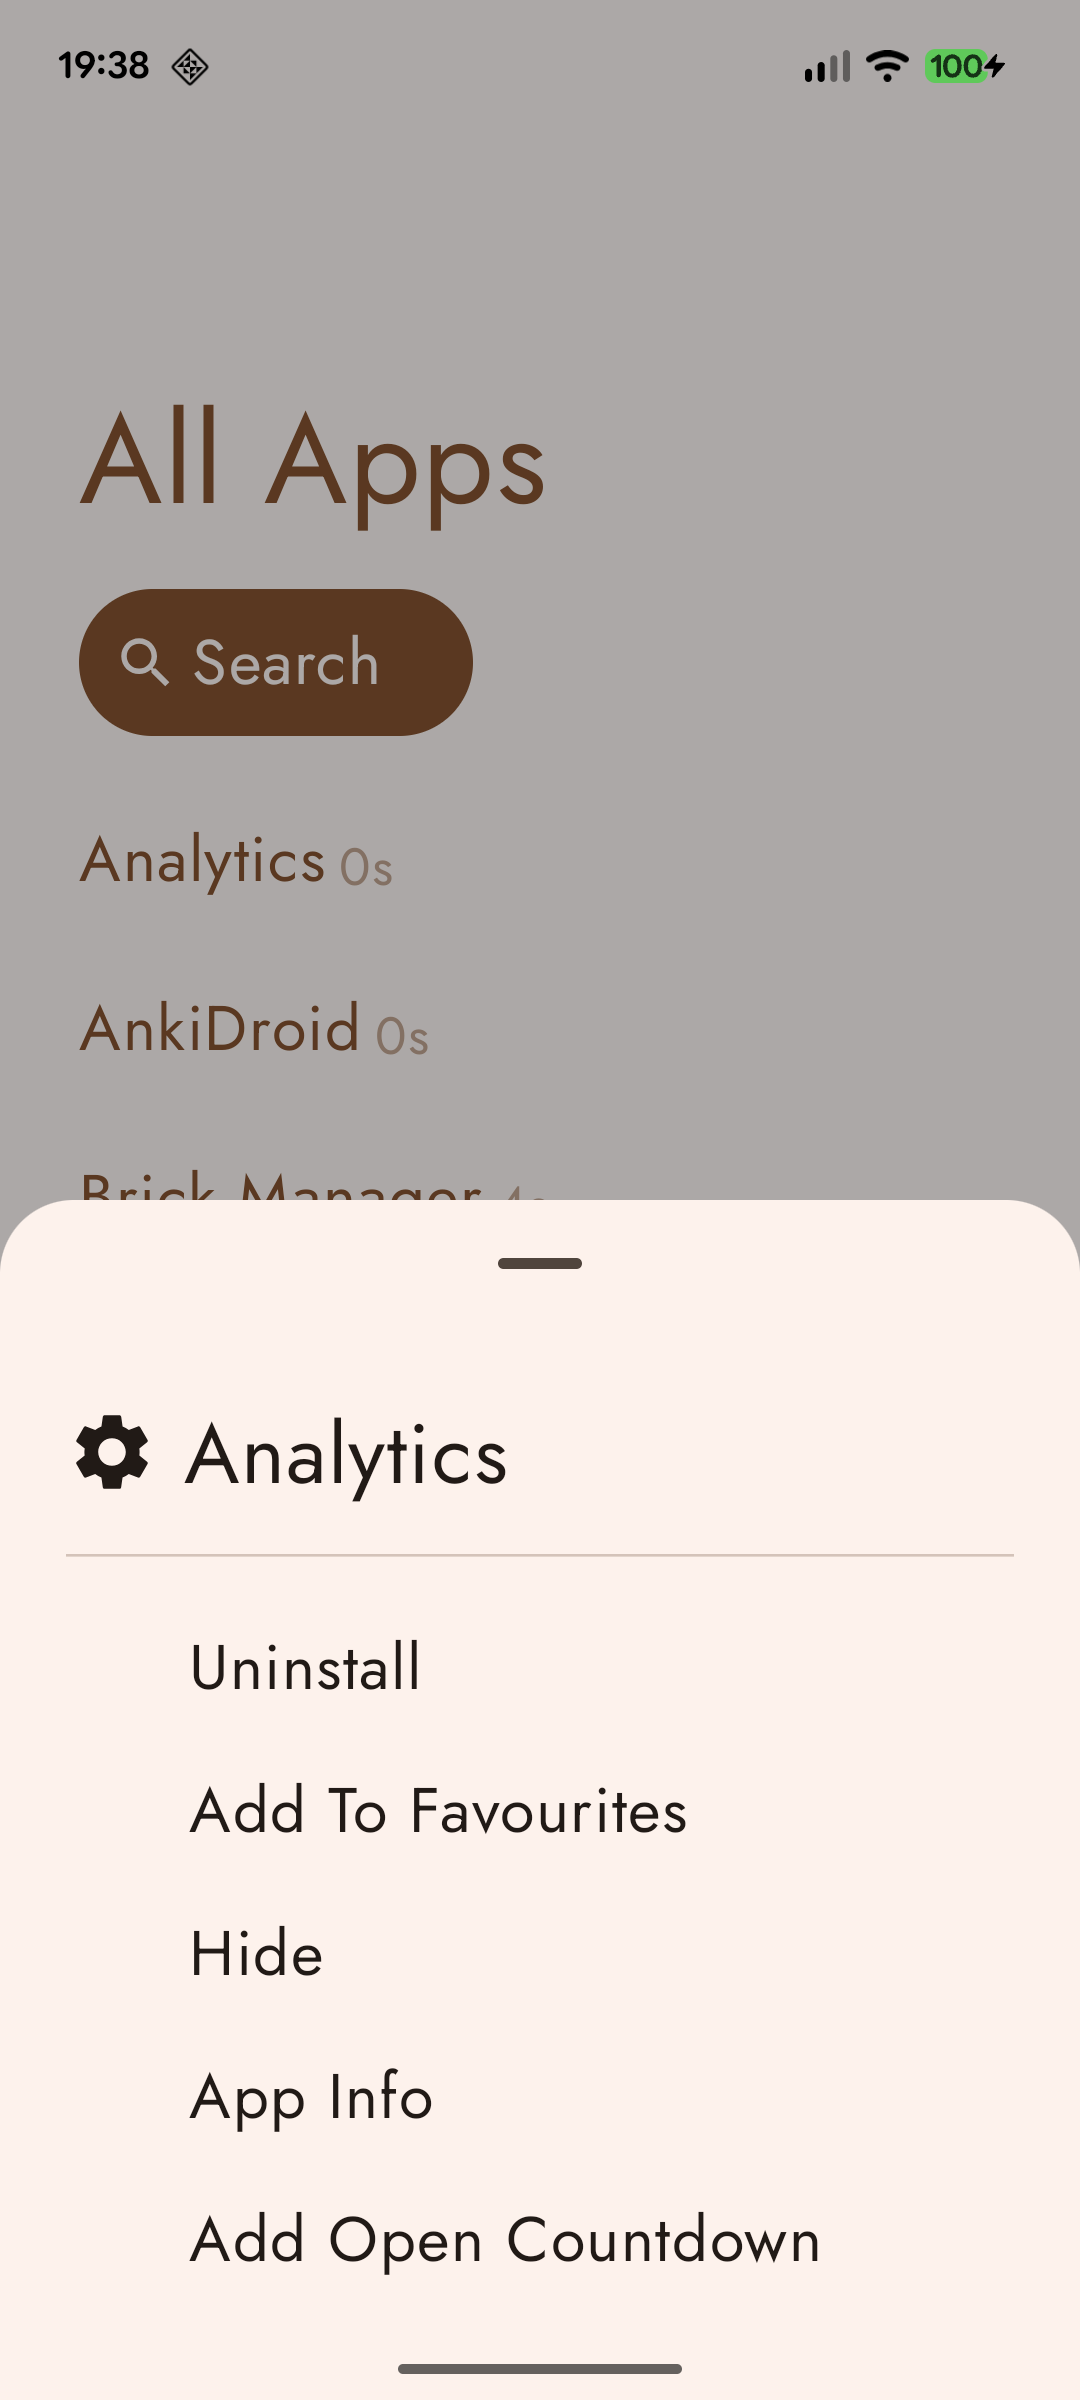 19:38
100
All Apps
Search
Analytics 0s
AnkiDroid 0s
Brick Manager 4s
Analytics
Uninstall
Add To Favourites
Hide
App Info
Add Open Countdown